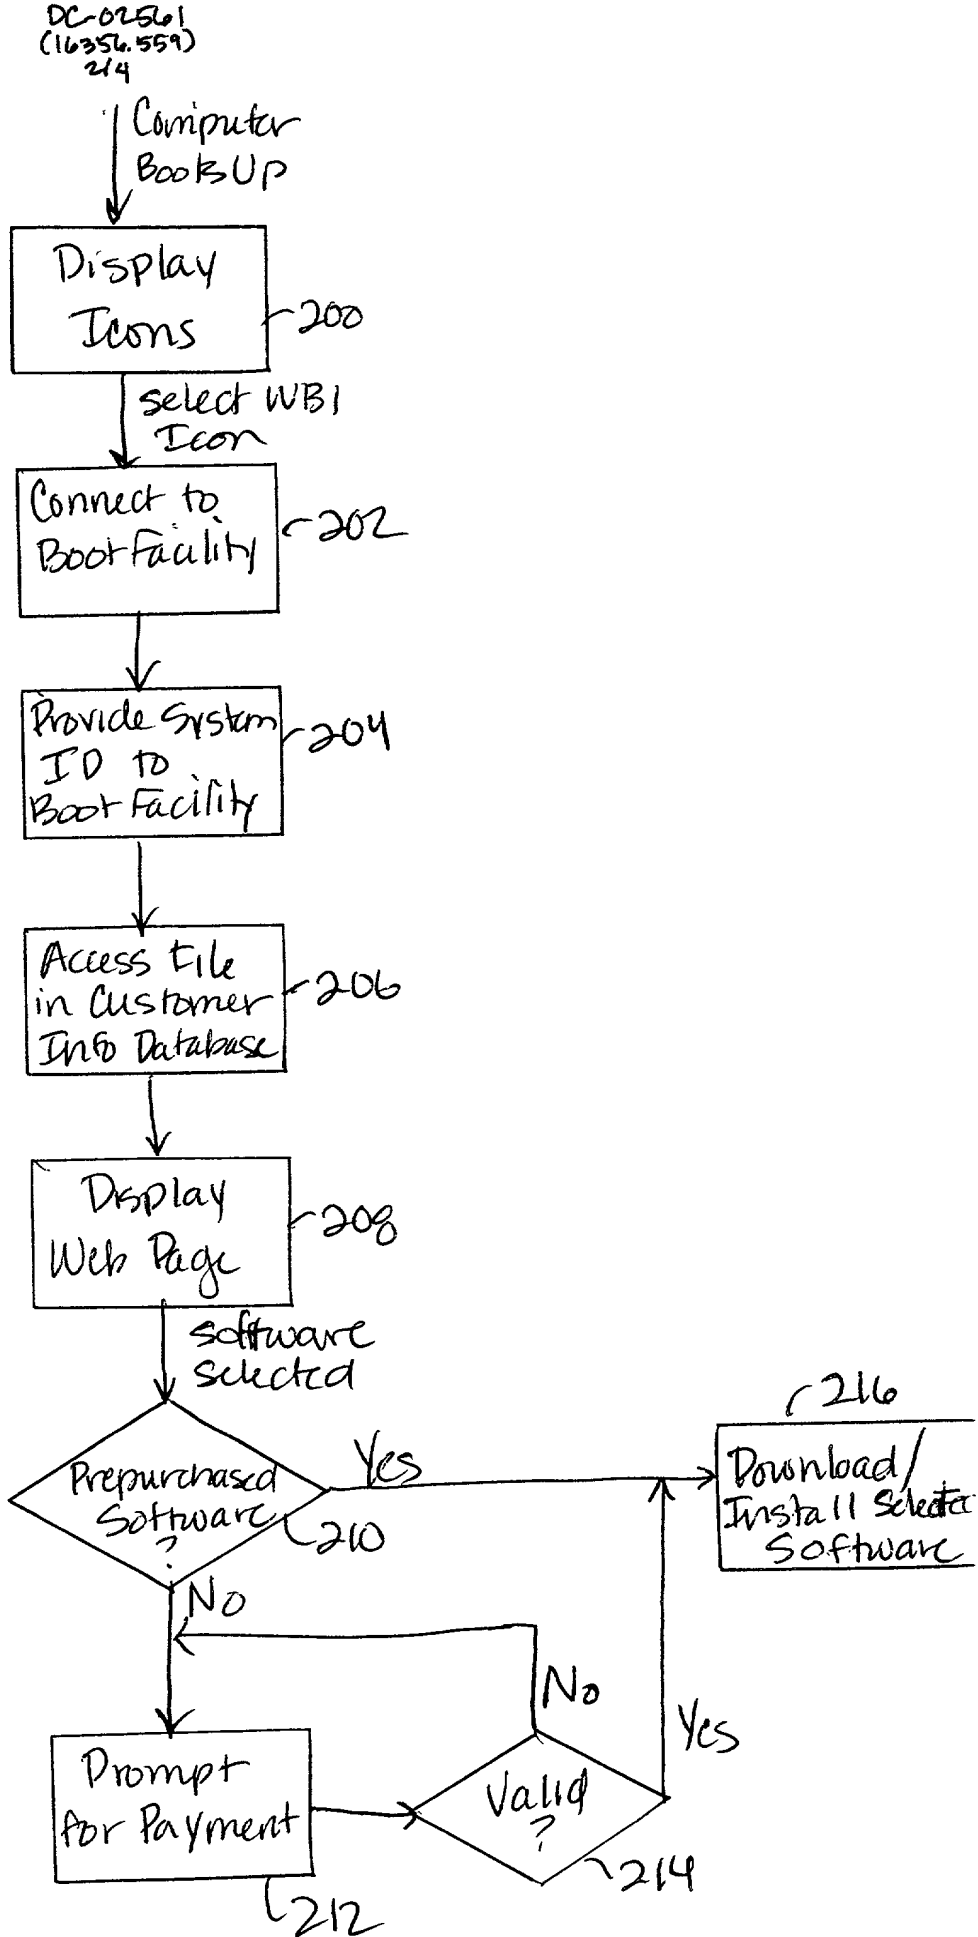 DC-02561
(16356.559)
2/4
Computer
Boots Up
Display
Icons
200
select WBI
Icon
Connect to
Boot Facility
202
Provide System
ID to
Boot Facility
204
Access File
in Customer
Info Database
206
Display
Web Page
208
software
selected
Prepurchased
Software
?
210
Yes
216
Download/
Install Selected
Software
No
No
Yes
Prompt
for Payment
212
Valid
?
214